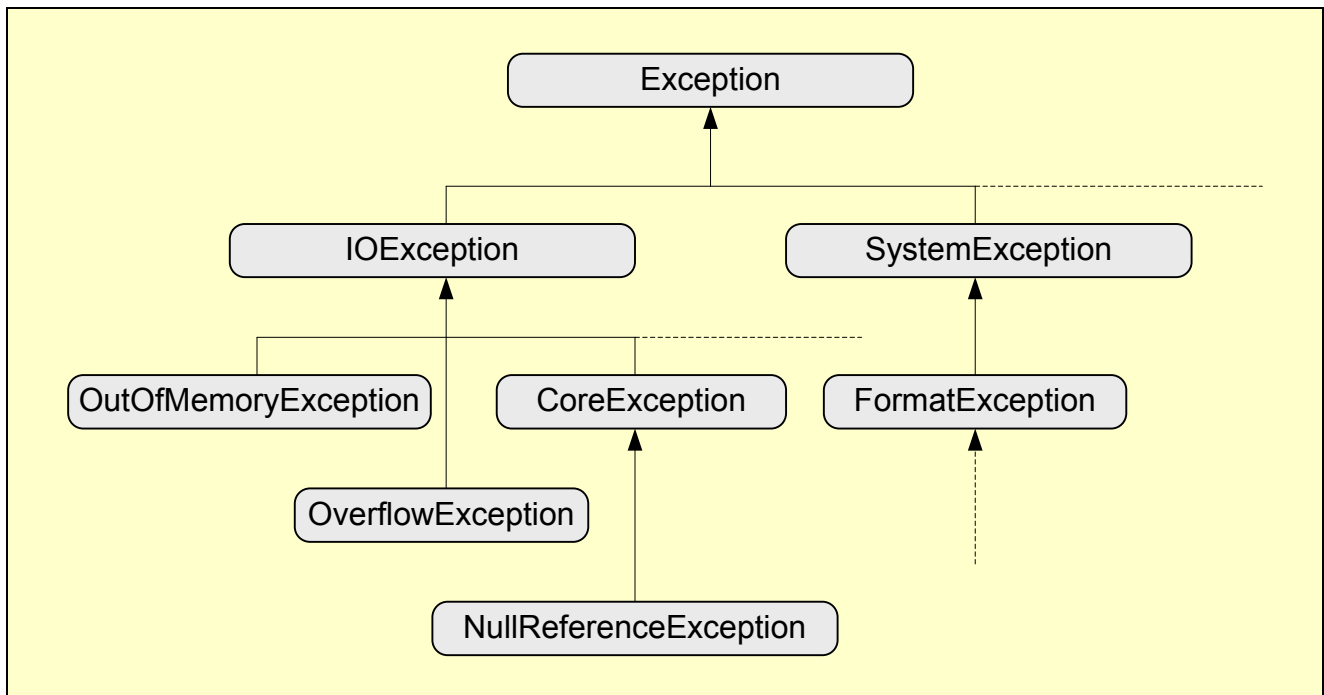 Exception
IOException
SystemException
OutOfMemoryException
CoreException
FormatException
OverflowException
NullReferenceException